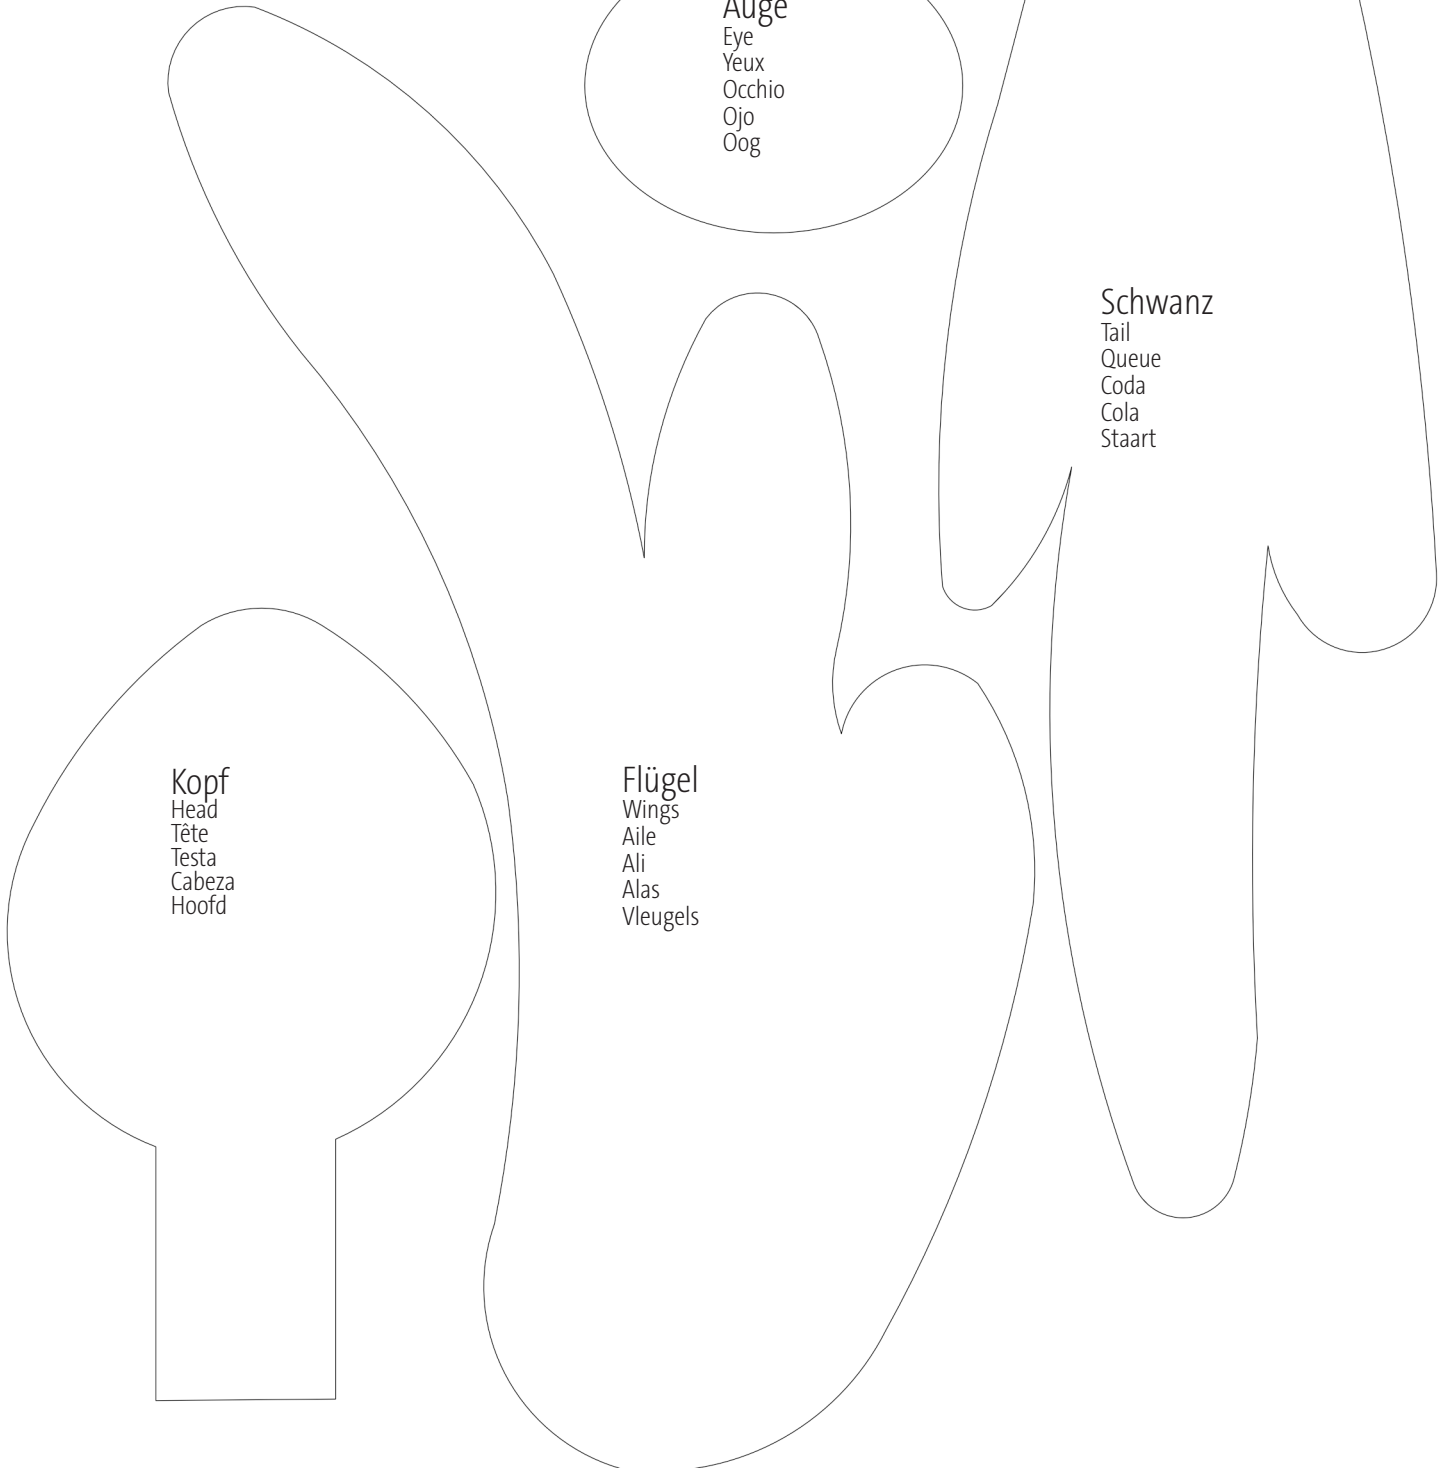 Auge
Eye
Yeux
Occhio
Ojo
Oog
Schwanz
Tail
Queue
Coda
Cola
Staart
Kopf
Head
Tête
Testa
Cabeza
Hoofd
Flügel
Wings
Aile
Ali
Alas
Vleugels